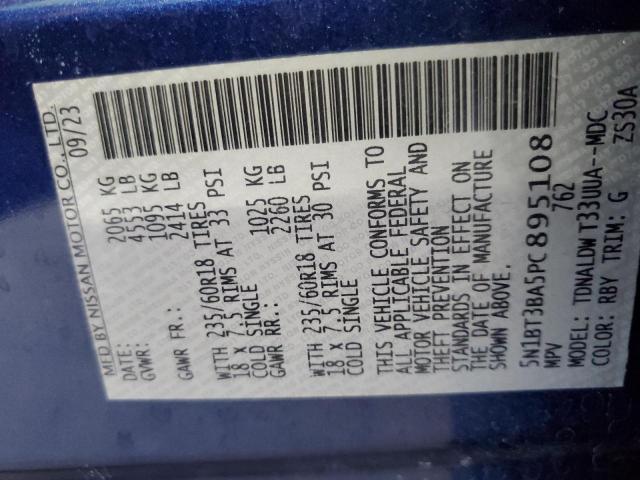 MFD BY NISSAN MOTOR CO., LTD.
DATE: 09/23
GVWR: 2065 KG
4553 LB
GAWR FR.: 1095 KG
2414 LB
WITH 235/60R18 TIRES
18 X 7.5 RIMS AT 33 PSI
COLD SINGLE
GAWR RR.: 1025 KG
2260 LB
WITH 235/60R18 TIRES
18 X 7.5 RIMS AT 30 PSI
COLD SINGLE
THIS VEHICLE CONFORMS TO
ALL APPLICABLE FEDERAL
MOTOR VEHICLE SAFETY AND
THEFT PREVENTION
STANDARDS IN EFFECT ON
THE DATE OF MANUFACTURE
SHOWN ABOVE.
5N1BT3BA5PC895108
MPV 762
MODEL: TDNALDW T33UUA--MDC
COLOR: RBY TRIM: G ZS30A